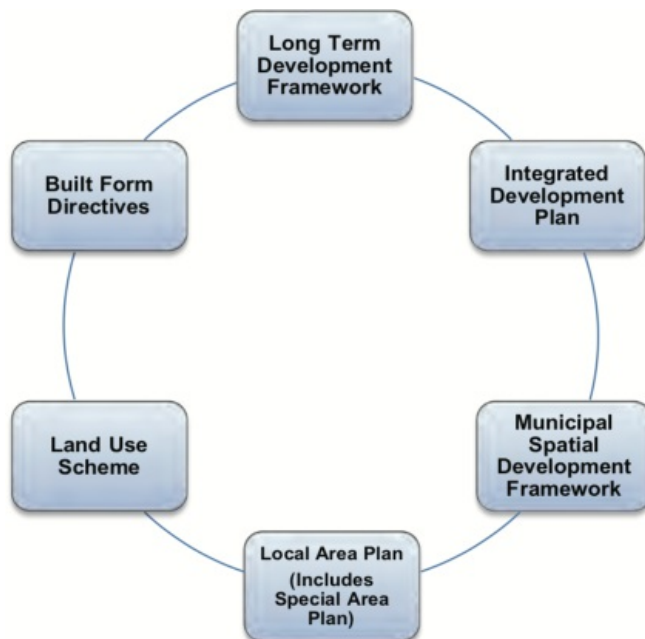 Long Term
Development
Framework
Integrated
Development
Plan
Municipal
Spatial
Development
Framework
Local Area Plan
(Includes
Special Area
Plan)
Land Use
Scheme
Built Form
Directives